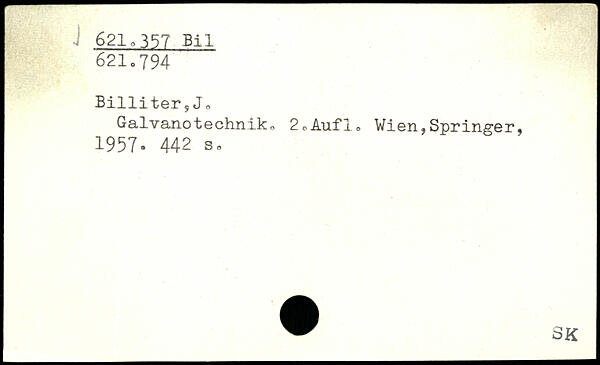 621.357 Bil
621.794
Billiter,J.
Galvanotechnik. 2.Aufl. Wien,Springer,
1957. 442 s.
SK